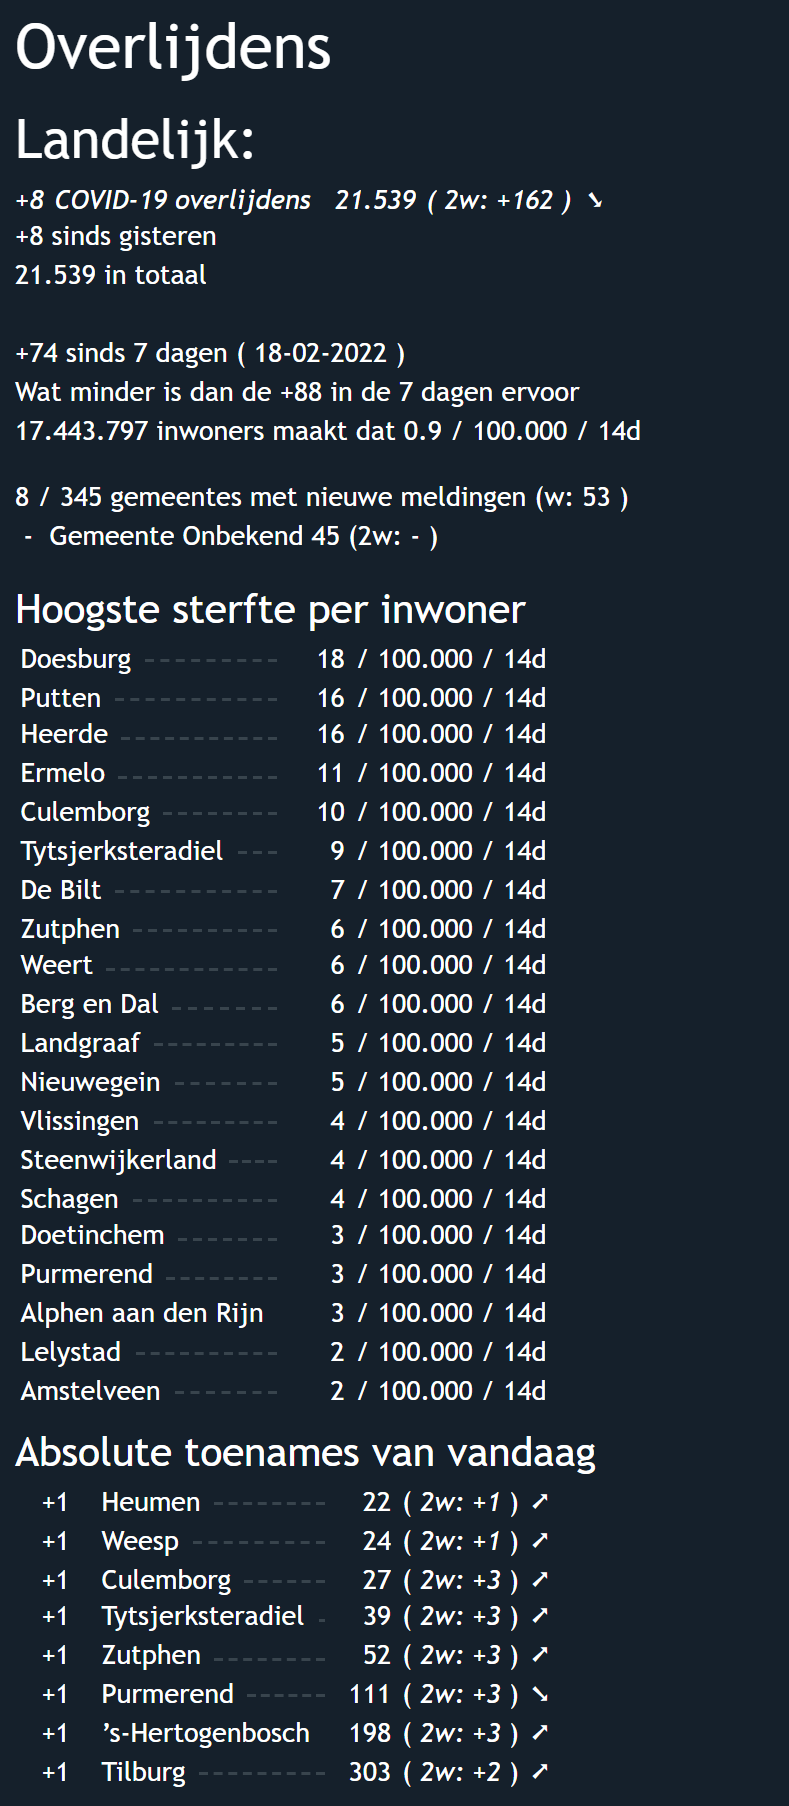 Overlijdens
Landelijk:
+8 COVID-19 overlijdens 21.539 ( 2w: +162 ) ➘
+8 sinds gisteren
21.539 in totaal
+74 sinds 7 dagen ( 18-02-2022 )
Wat minder is dan de +88 in de 7 dagen ervoor
17.443.797 inwoners maakt dat 0.9 / 100.000 / 14d
8 / 345 gemeentes met nieuwe meldingen (w: 53 )
- Gemeente Onbekend 45 (2w: - )
Hoogste sterfte per inwoner
Doesburg --------- 18 / 100.000 / 14d
Putten ----------- 16 / 100.000 / 14d
Heerde ----------- 16 / 100.000 / 14d
Ermelo ----------- 11 / 100.000 / 14d
Culemborg -------- 10 / 100.000 / 14d
Tytsjerksteradiel --- 9 / 100.000 / 14d
De Bilt ----------- 7 / 100.000 / 14d
Zutphen ---------- 6 / 100.000 / 14d
Weert ------------ 6 / 100.000 / 14d
Berg en Dal ------- 6 / 100.000 / 14d
Landgraaf --------- 5 / 100.000 / 14d
Nieuwegein ------- 5 / 100.000 / 14d
Vlissingen --------- 4 / 100.000 / 14d
Steenwijkerland ---- 4 / 100.000 / 14d
Schagen ---------- 4 / 100.000 / 14d
Doetinchem ------- 3 / 100.000 / 14d
Purmerend -------- 3 / 100.000 / 14d
Alphen aan den Rijn 3 / 100.000 / 14d
Lelystad ---------- 2 / 100.000 / 14d
Amstelveen ------- 2 / 100.000 / 14d
Absolute toenames van vandaag
+1 Heumen -------- 22 ( 2w: +1 ) ➚
+1 Weesp --------- 24 ( 2w: +1 ) ➚
+1 Culemborg ------ 27 ( 2w: +3 ) ➚
+1 Tytsjerksteradiel - 39 ( 2w: +3 ) ➚
+1 Zutphen -------- 52 ( 2w: +3 ) ➚
+1 Purmerend ------ 111 ( 2w: +3 ) ➘
+1 ’s-Hertogenbosch 198 ( 2w: +3 ) ➚
+1 Tilburg --------- 303 ( 2w: +2 ) ➚